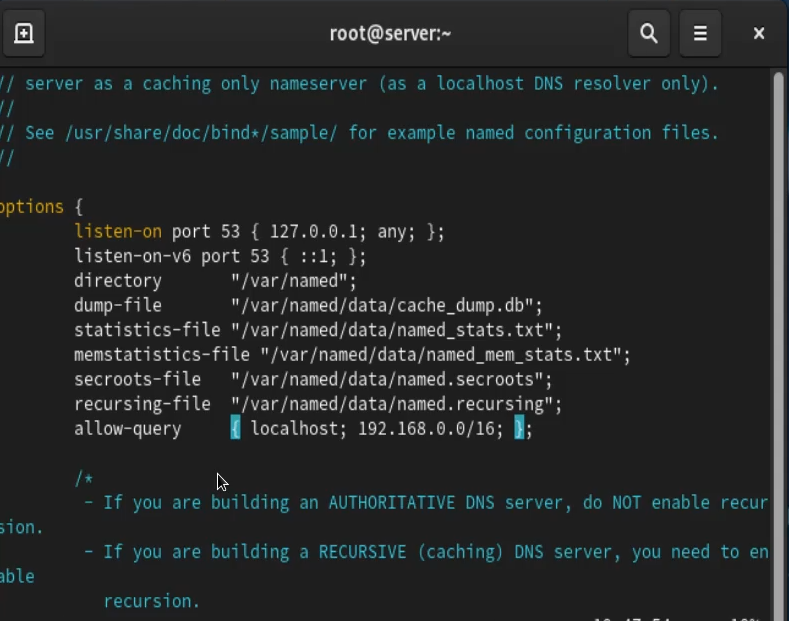 root@server:~
// server as a caching only nameserver (as a localhost DNS resolver only).
//
// See /usr/share/doc/bind*/sample/ for example named configuration files.
//
options {
listen-on port 53 { 127.0.0.1; any; };
listen-on-v6 port 53 { ::1; };
directory "/var/named";
dump-file "/var/named/data/cache_dump.db";
statistics-file "/var/named/data/named_stats.txt";
memstatistics-file "/var/named/data/named_mem_stats.txt";
secroots-file "/var/named/data/named.secroots";
recursing-file "/var/named/data/named.recursing";
allow-query { localhost; 192.168.0.0/16; };
/*
- If you are building an AUTHORITATIVE DNS server, do NOT enable recur
sion.
- If you are building a RECURSIVE (caching) DNS server, you need to en
able
recursion.